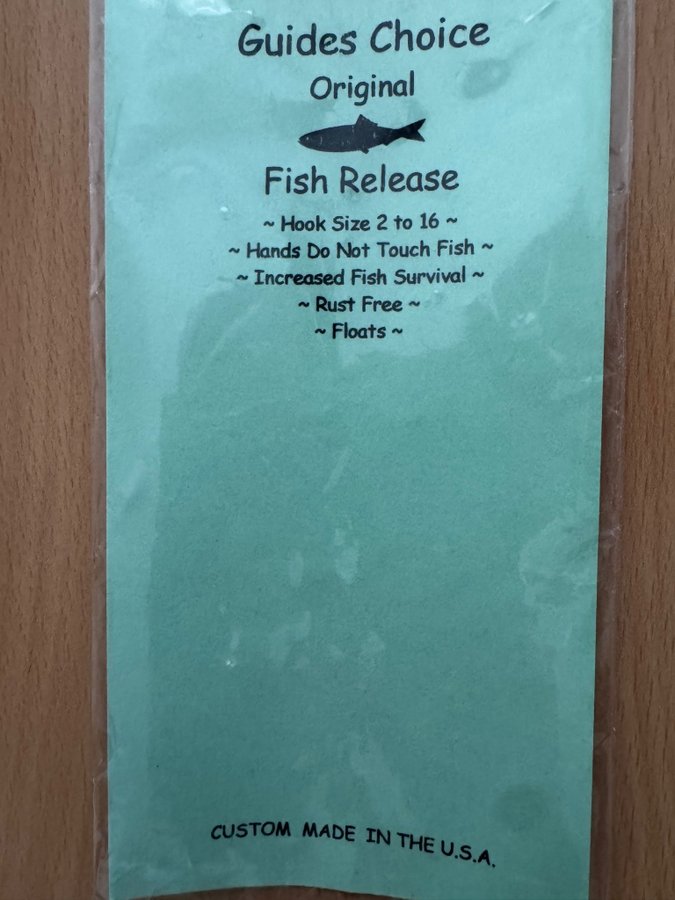 Guides Choice
Original
Fish Release
~ Hook Size 2 to 16 ~
~ Hands Do Not Touch Fish ~
~ Increased Fish Survival ~
~ Rust Free ~
~ Floats ~
CUSTOM MADE IN THE U.S.A.